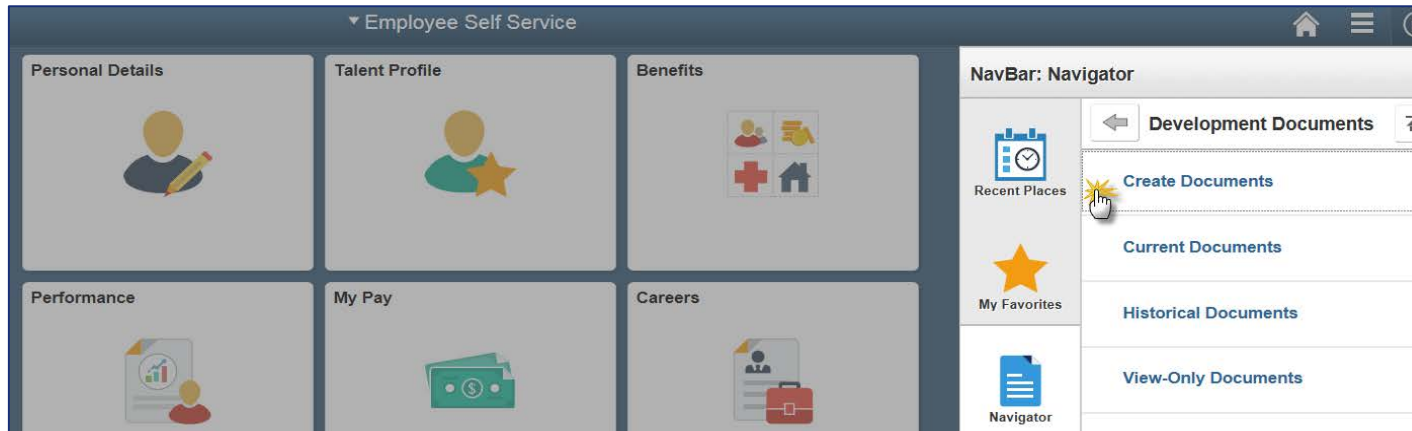 ▼ Employee Self Service
Personal Details
Talent Profile
Benefits
Performance
My Pay
Careers
NavBar: Navigator
Recent Places
My Favorites
Navigator
Development Documents
Create Documents
Current Documents
Historical Documents
View-Only Documents